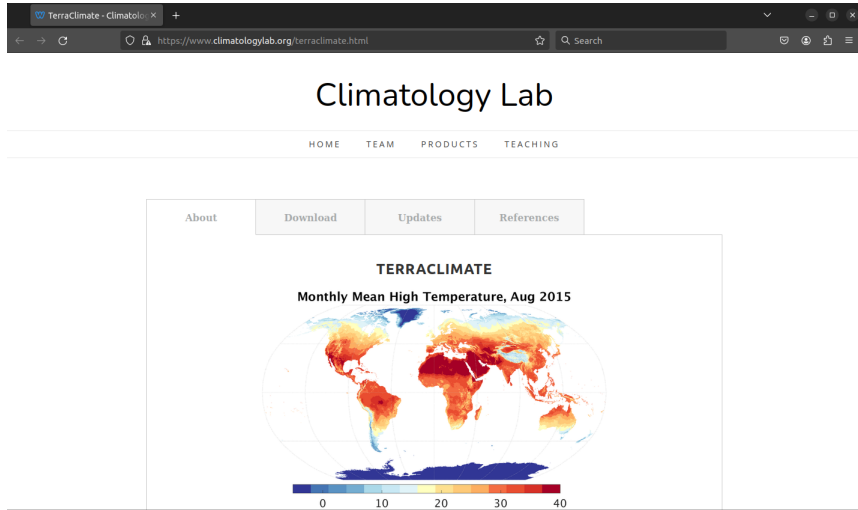 TerraClimate - Climatolog
https://www.climatologylab.org/terraclimate.html
Search
Climatology Lab
HOME TEAM PRODUCTS TEACHING
About Download Updates References
TERRACLIMATE
Monthly Mean High Temperature, Aug 2015
0 10 20 30 40